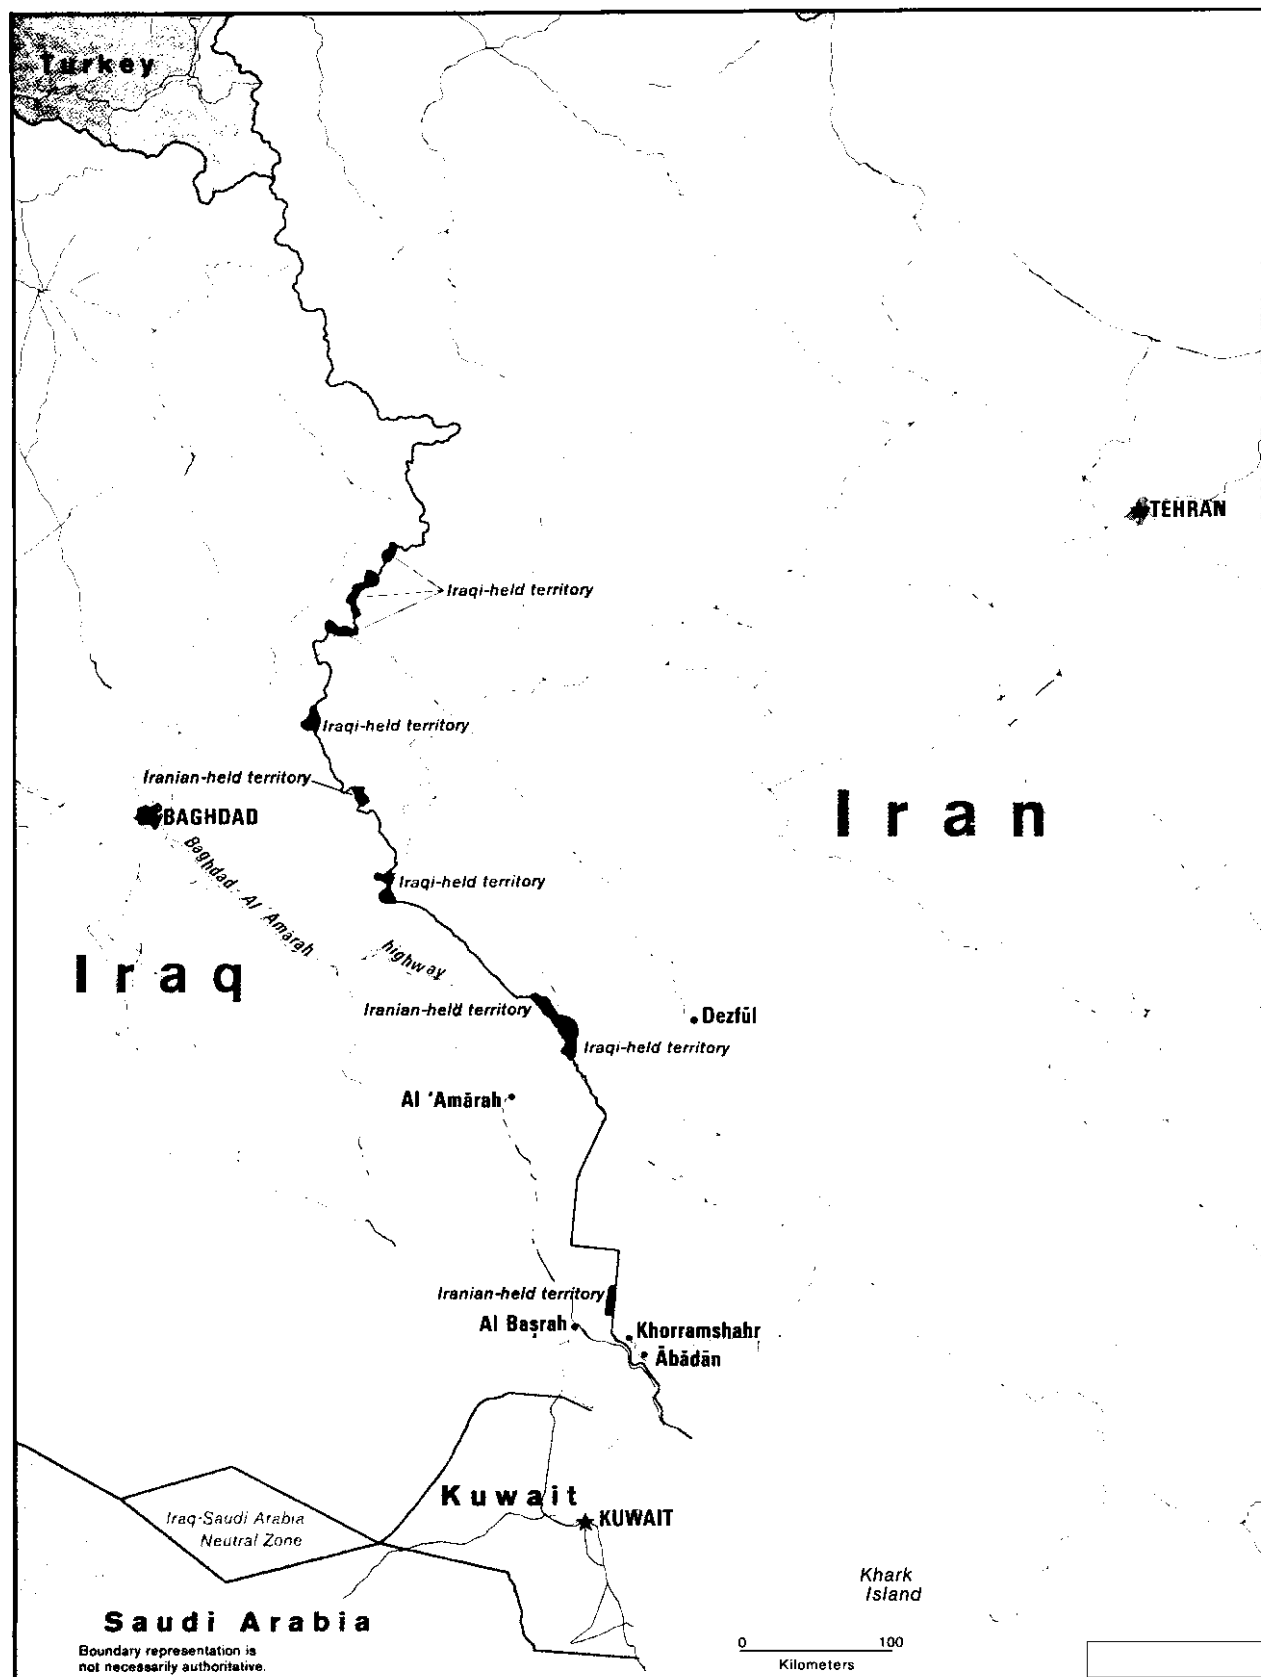 Turkey
TEHRĀN
Iraqi-held territory
Iraqi-held territory
Iranian-held territory
BAGHDAD
Iran
Baghdad - Al 'Amārah
highway
Iraqi-held territory
Iraq
Iranian-held territory
Dezfūl
Iraqi-held territory
Al 'Amārah
Iranian-held territory
Al Başrah
Khorramshahr
Ābādān
Kuwait
KUWAIT
Iraq-Saudi Arabia
Neutral Zone
Khark
Island
Saudi Arabia
Boundary representation is
not necessarily authoritative.
0 100
Kilometers